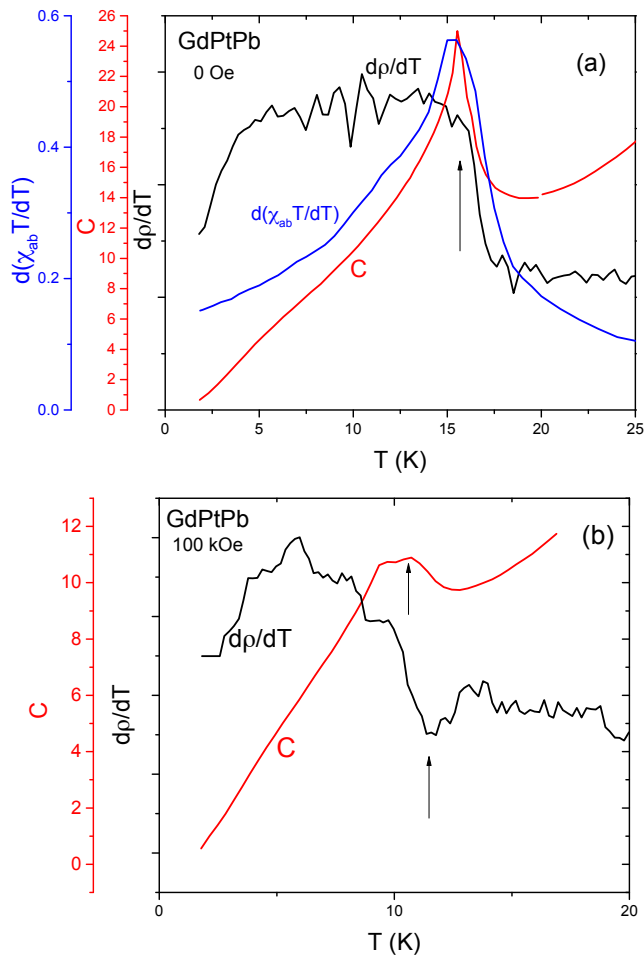 GdPtPb
0 Oe
dρ/dT
(a)
d(χabT/dT)
C
d(χabT/dT)
C
dρ/dT
0.6
0.4
0.2
0.0
26
24
22
20
18
16
14
12
10
8
6
4
2
0
0 5 10 15 20 25
T (K)
GdPtPb
100 kOe
(b)
dρ/dT
C
C
dρ/dT
12
10
8
6
4
2
0
0 10 20
T (K)